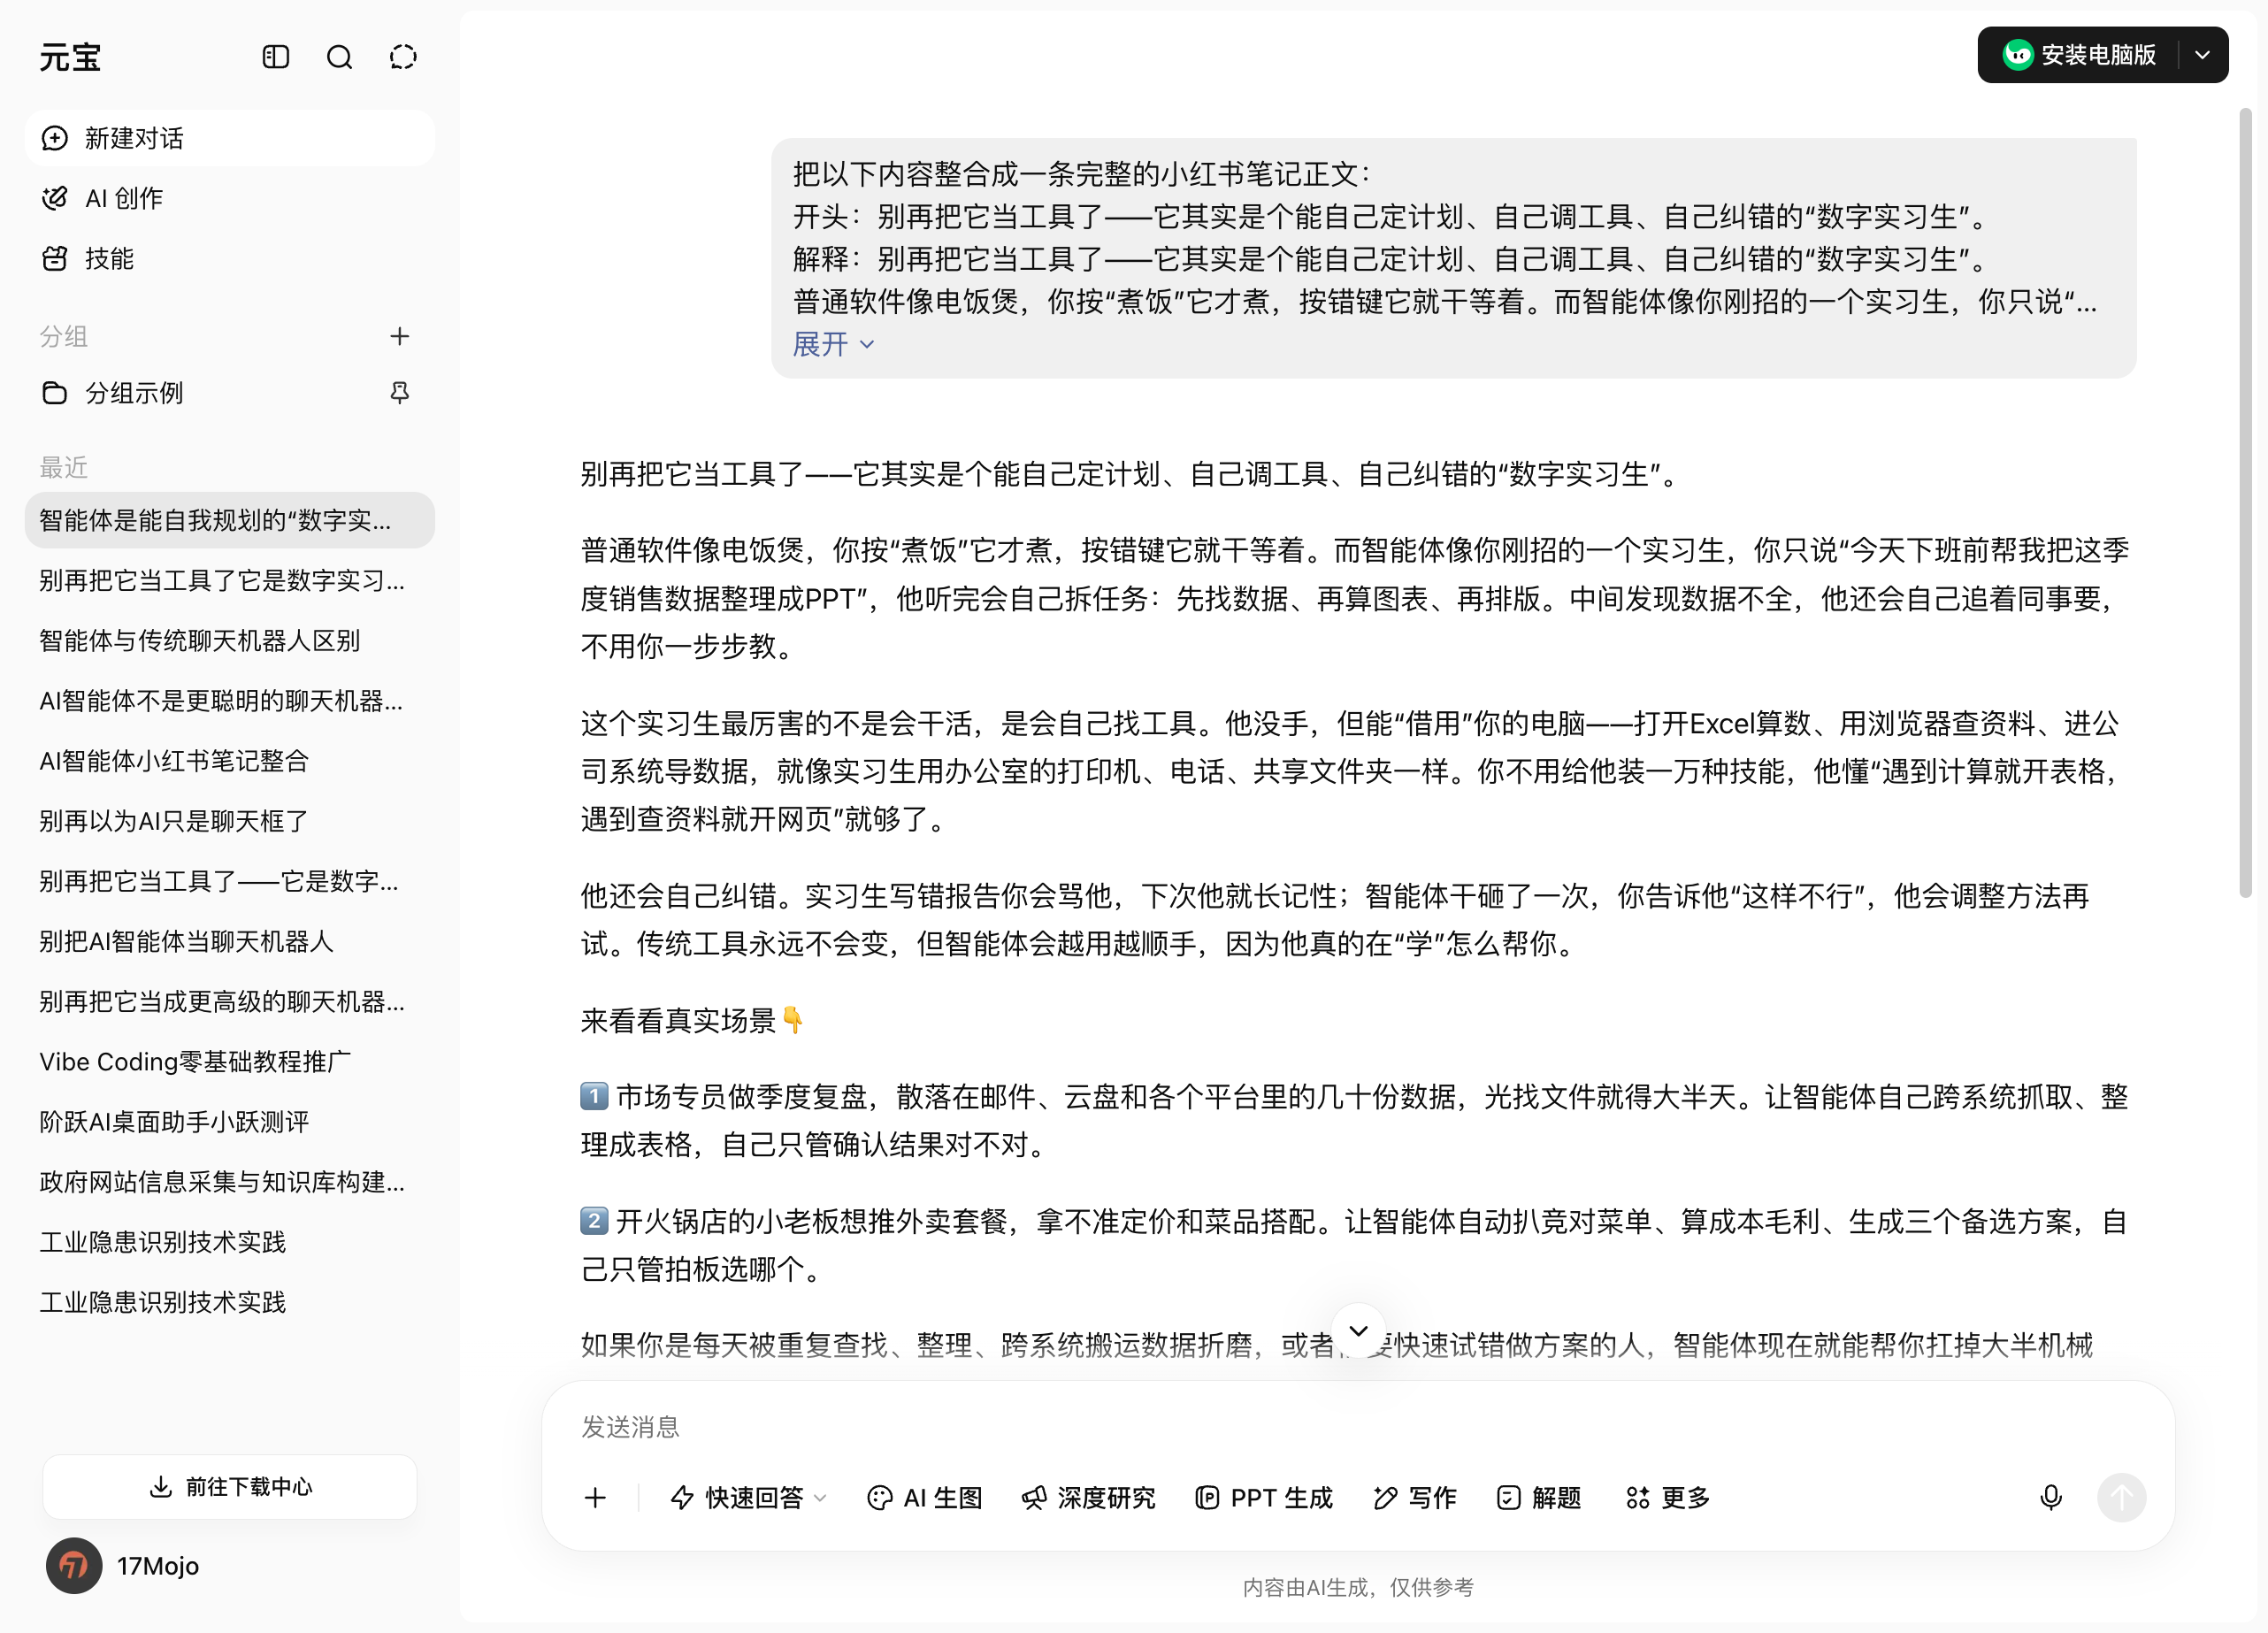 元宝
新建对话
AI 创作
技能
分组
分组示例
最近
智能体是能自我规划的“数字实...
别再把它当工具了它是数字实习...
智能体与传统聊天机器人区别
AI智能体不是更聪明的聊天机器...
AI智能体小红书笔记整合
别再以为AI只是聊天框了
别再把它当工具了——它是数字...
别把AI智能体当聊天机器人
别再把它当成更高级的聊天机器...
Vibe Coding零基础教程推广
阶跃AI桌面助手小跃测评
政府网站信息采集与知识库构建...
工业隐患识别技术实践
工业隐患识别技术实践
前往下载中心
17Mojo
安装电脑版
把以下内容整合成一条完整的小红书笔记正文：
开头：别再把它当工具了——它其实是个能自己定计划、自己调工具、自己纠错的“数字实习生”。
解释：别再把它当工具了——它其实是个能自己定计划、自己调工具、自己纠错的“数字实习生”。
普通软件像电饭煲，你按“煮饭”它才煮，按错键它就干等着。而智能体像你刚招的一个实习生，你只说“...
展开
别再把它当工具了——它其实是个能自己定计划、自己调工具、自己纠错的“数字实习生”。
普通软件像电饭煲，你按“煮饭”它才煮，按错键它就干等着。而智能体像你刚招的一个实习生，你只说“今天下班前帮我把这季
度销售数据整理成PPT”，他听完会自己拆任务：先找数据、再算图表、再排版。中间发现数据不全，他还会自己追着同事要，
不用你一步步教。
这个实习生最厉害的不是会干活，是会自己找工具。他没手，但能“借用”你的电脑——打开Excel算数、用浏览器查资料、进公
司系统导数据，就像实习生用办公室的打印机、电话、共享文件夹一样。你不用给他装一万种技能，他懂“遇到计算就开表格，
遇到查资料就开网页”就够了。
他还会自己纠错。实习生写错报告你会骂他，下次他就长记性；智能体干砸了一次，你告诉他“这样不行”，他会调整方法再
试。传统工具永远不会变，但智能体会越用越顺手，因为他真的在“学”怎么帮你。
来看看真实场景👇
1️⃣ 市场专员做季度复盘，散落在邮件、云盘和各个平台里的几十份数据，光找文件就得大半天。让智能体自己跨系统抓取、整
理成表格，自己只管确认结果对不对。
2️⃣ 开火锅店的小老板想推外卖套餐，拿不准定价和菜品搭配。让智能体自动扒竞对菜单、算成本毛利、生成三个备选方案，自
己只管拍板选哪个。
如果你是每天被重复查找、整理、跨系统搬运数据折磨，或者 要快速试错做方案的人，智能体现在就能帮你扛掉大半机械
发送消息
快速回答
AI 生图
深度研究
PPT 生成
写作
解题
更多
内容由AI生成，仅供参考